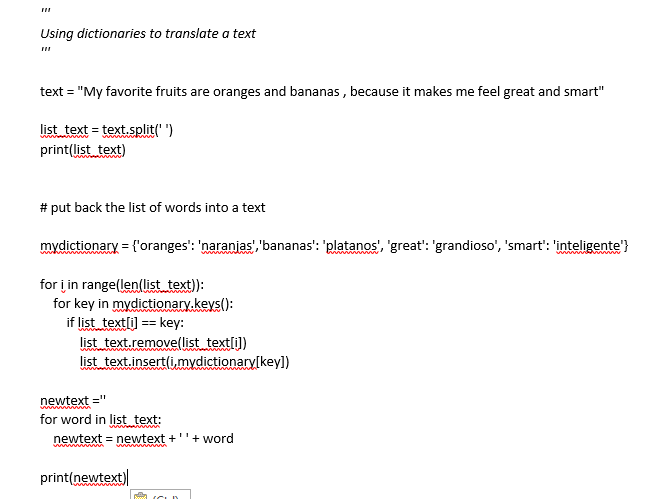 '''
Using dictionaries to translate a text
'''
text = "My favorite fruits are oranges and bananas , because it makes me feel great and smart"
list_text = text.split(' ')
print(list_text)
# put back the list of words into a text
mydictionary = {'oranges': 'naranjas','bananas': 'platanos', 'great': 'grandioso', 'smart': 'inteligente'}
for i in range(len(list_text)):
for key in mydictionary.keys():
if list_text[i] == key:
list_text.remove(list_text[i])
list_text.insert(i,mydictionary[key])
newtext =''
for word in list_text:
newtext = newtext + ' ' + word
print(newtext)